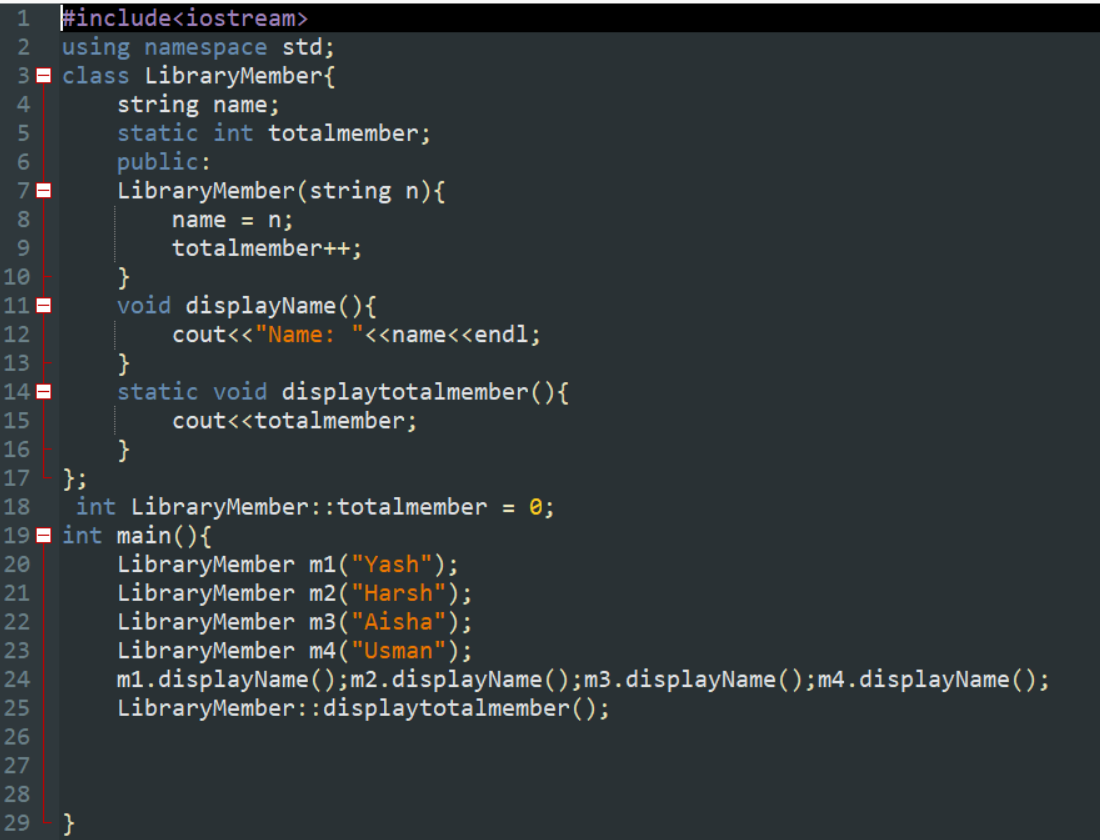 1 #include<iostream>
2 using namespace std;
3 class LibraryMember{
4     string name;
5     static int totalmember;
6     public:
7     LibraryMember(string n){
8         name = n;
9         totalmember++;
10     }
11     void displayName(){
12         cout<<"Name: "<<name<<endl;
13     }
14     static void displaytotalmember(){
15         cout<<totalmember;
16     }
17 };
18  int LibraryMember::totalmember = 0;
19 int main(){
20     LibraryMember m1("Yash");
21     LibraryMember m2("Harsh");
22     LibraryMember m3("Aisha");
23     LibraryMember m4("Usman");
24     m1.displayName();m2.displayName();m3.displayName();m4.displayName();
25     LibraryMember::displaytotalmember();
26
27
28
29 }